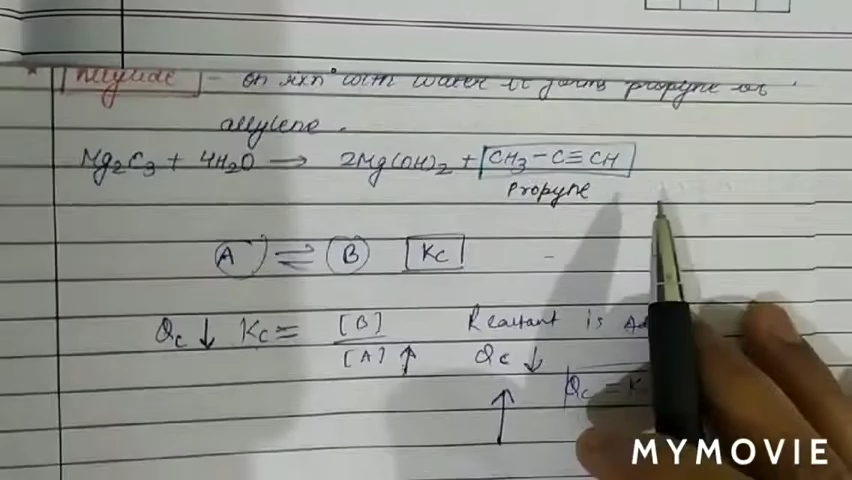 Allylide - on rxn° with water it forms propyne or
allylene.
Mg2C3 + 4H2O → 2Mg(OH)2 + CH3-C≡CH
Propyne
A ⇌ B Kc
Qc ↓ Kc = [B] Reactant is
[A] ↑ Qc ↓
↑ Qc =
MYMOVIE